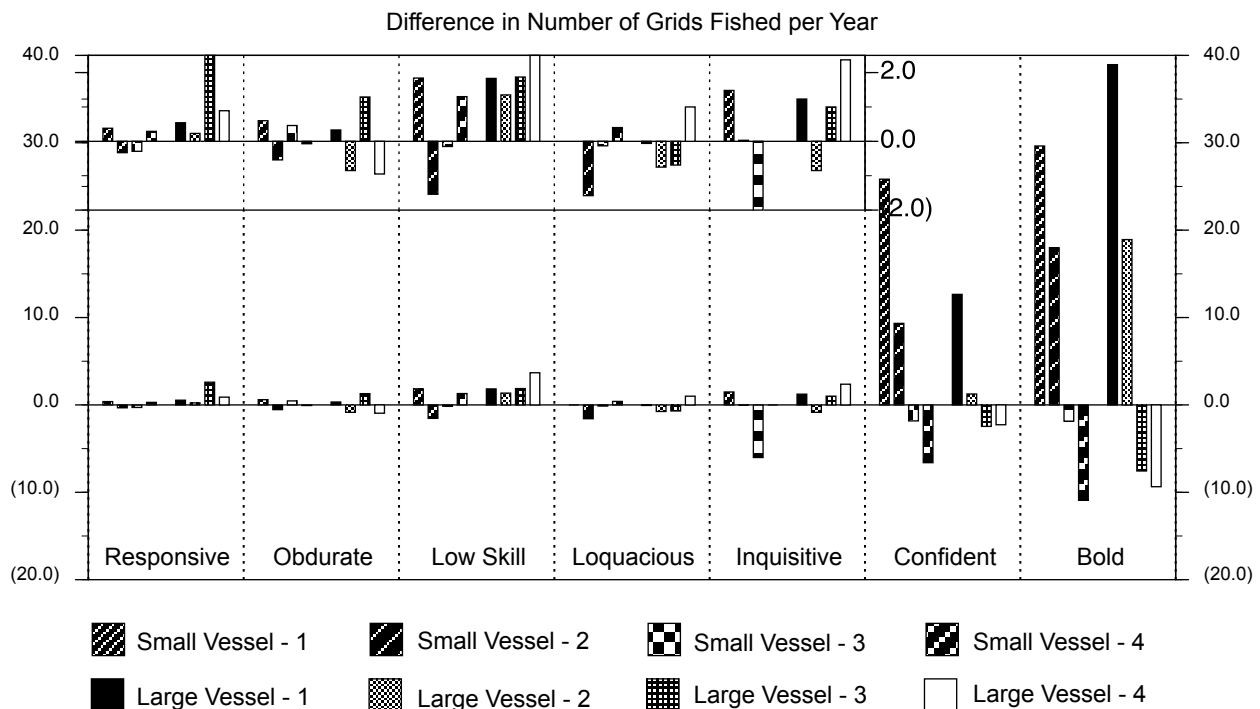 Difference in Number of Grids Fished per Year
40.0 2.0 40.0
30.0 0.0 30.0
2.0)
20.0 20.0
10.0 10.0
0.0 0.0
(10.0) (10.0)
Responsive Obdurate Low Skill Loquacious Inquisitive Confident Bold
(20.0) (20.0)
Small Vessel - 1 Small Vessel - 2 Small Vessel - 3 Small Vessel - 4
Large Vessel - 1 Large Vessel - 2 Large Vessel - 3 Large Vessel - 4